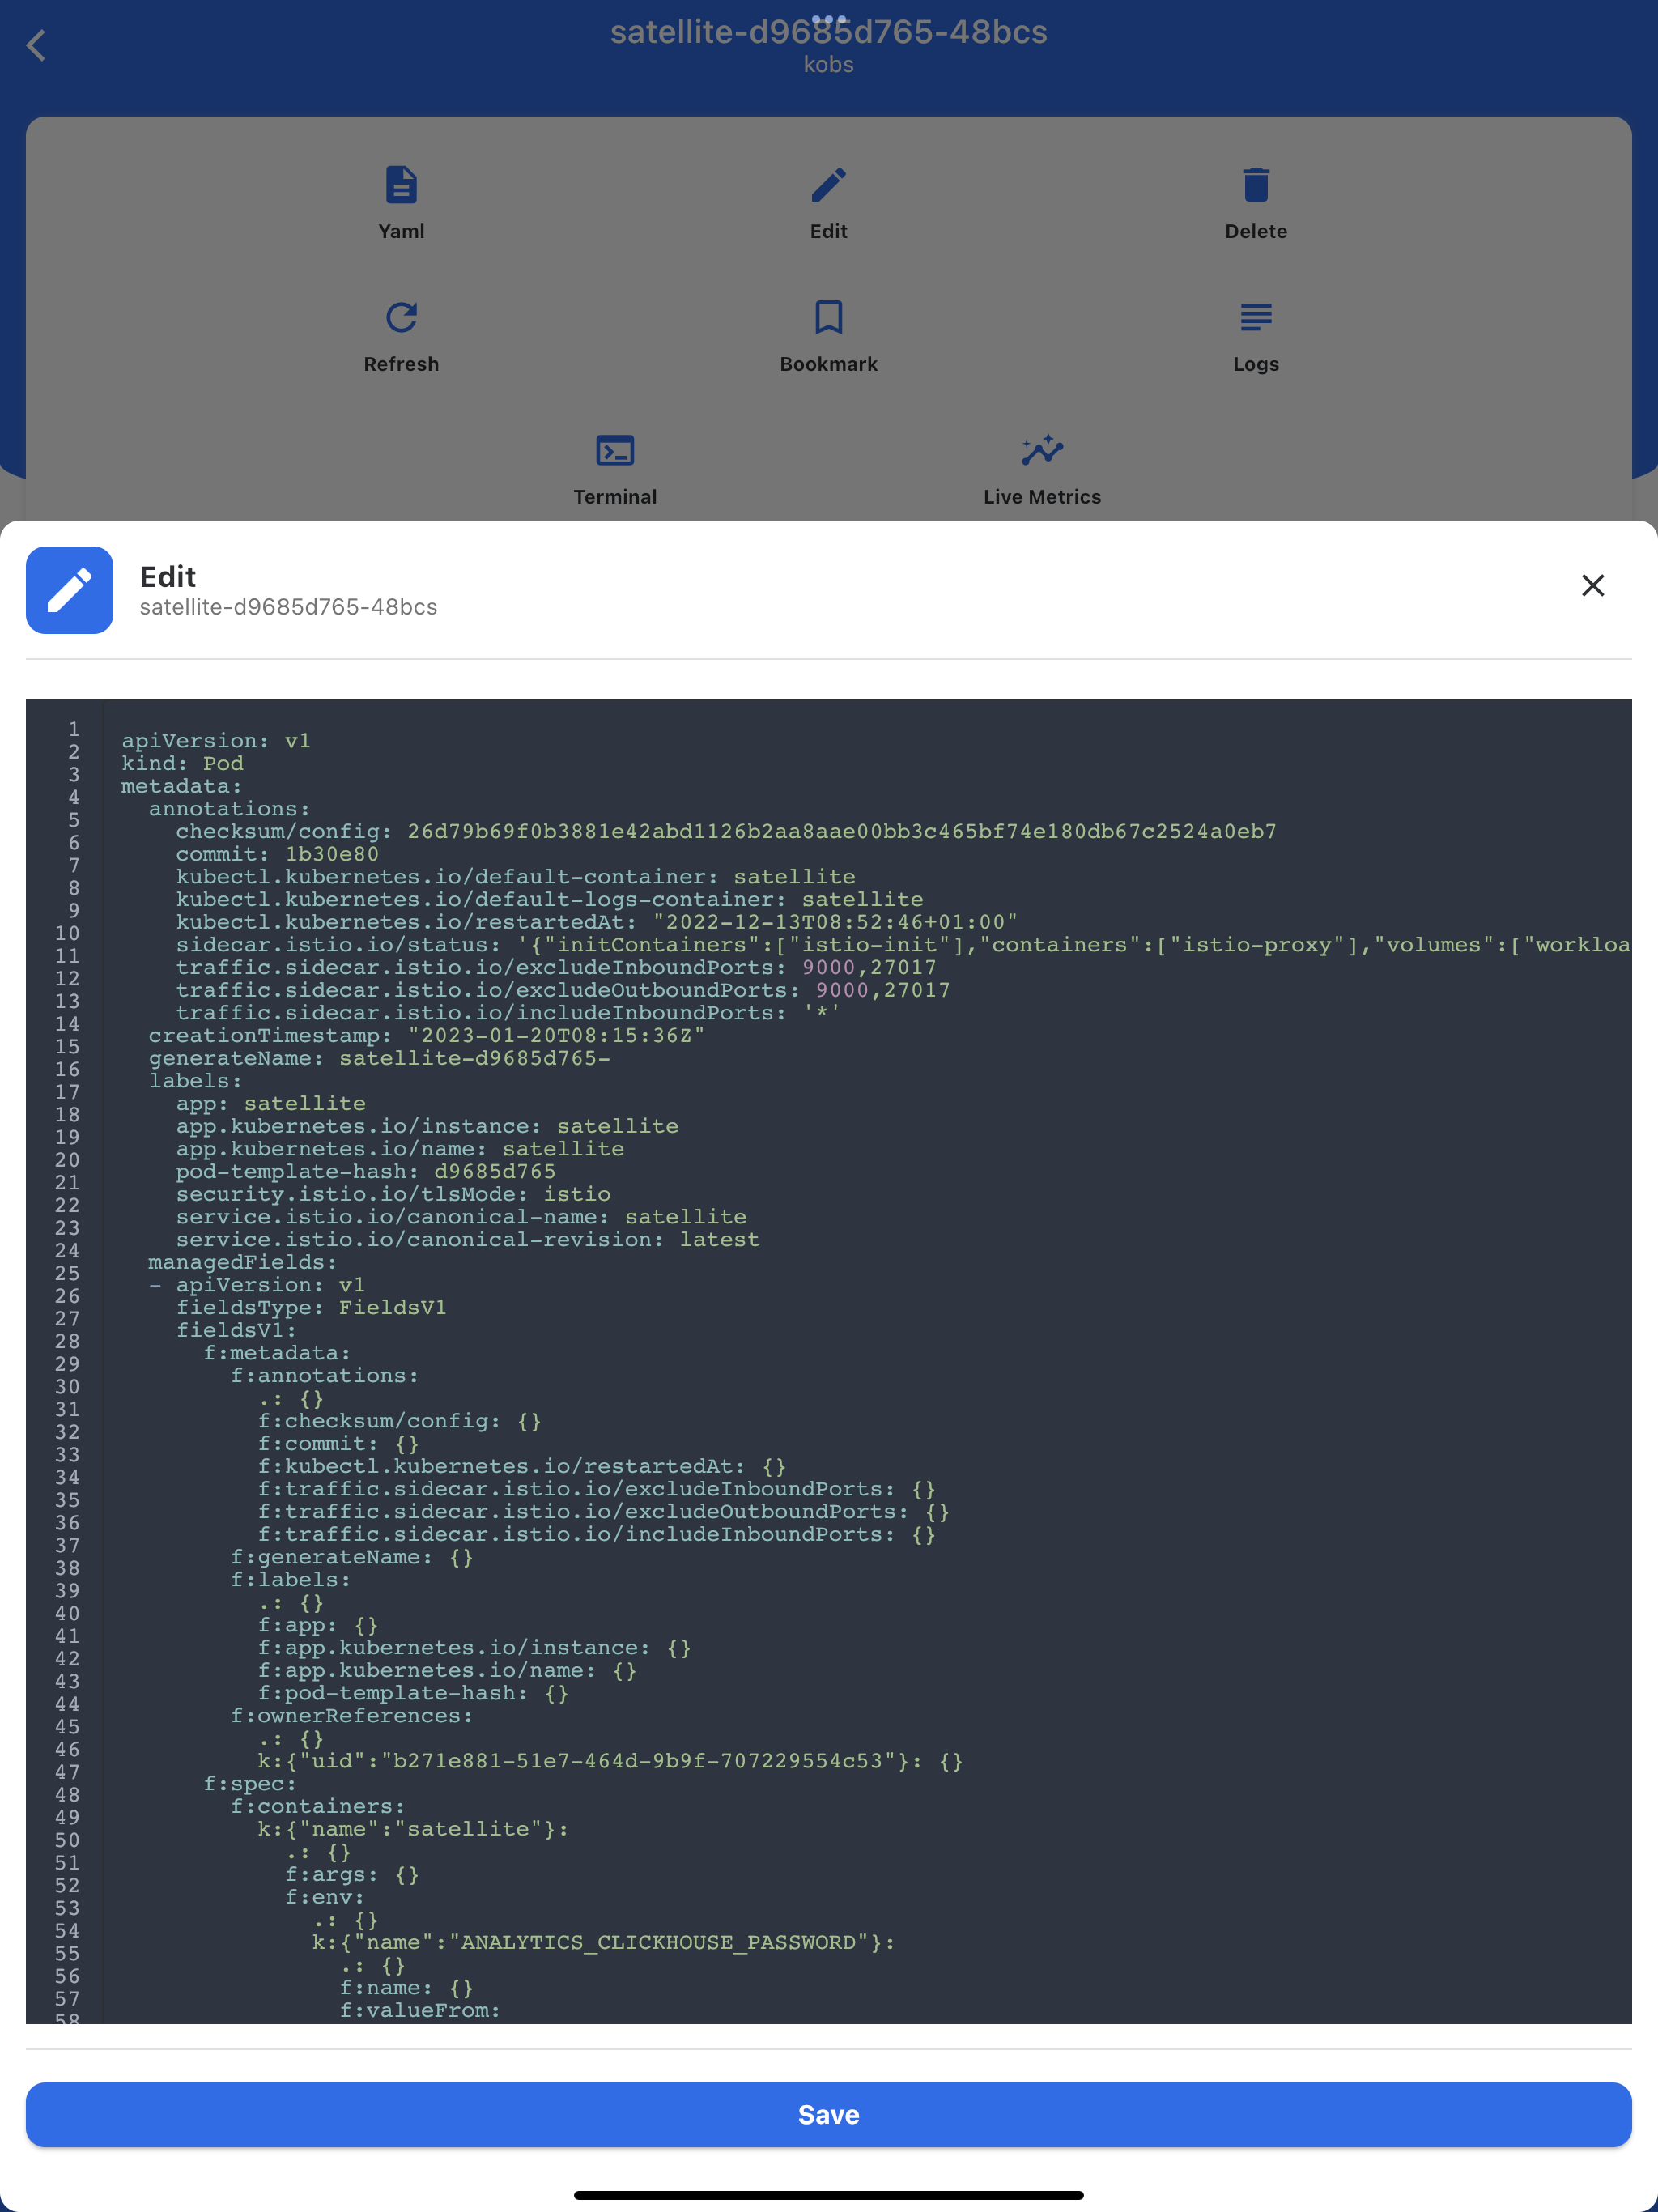 satellite-d9685d765-48bcs
kobs
Yaml
Edit
Delete
Refresh
Bookmark
Logs
Terminal
Live Metrics
Edit
satellite-d9685d765-48bcs
1
2
3
4
5
6
7
8
9
10
11
12
13
14
15
16
17
18
19
20
21
22
23
24
25
26
27
28
29
30
31
32
33
34
35
36
37
38
39
40
41
42
43
44
45
46
47
48
49
50
51
52
53
54
55
56
57
58
apiVersion: v1
kind: Pod
metadata:
  annotations:
    checksum/config: 26d79b69f0b3881e42abd1126b2aa8aae00bb3c465bf74e180db67c2524a0eb7
    commit: 1b30e80
    kubectl.kubernetes.io/default-container: satellite
    kubectl.kubernetes.io/default-logs-container: satellite
    kubectl.kubernetes.io/restartedAt: "2022-12-13T08:52:46+01:00"
    sidecar.istio.io/status: '{"initContainers":["istio-init"],"containers":["istio-proxy"],"volumes":["workloa
    traffic.sidecar.istio.io/excludeInboundPorts: 9000,27017
    traffic.sidecar.istio.io/excludeOutboundPorts: 9000,27017
    traffic.sidecar.istio.io/includeInboundPorts: '*'
  creationTimestamp: "2023-01-20T08:15:36Z"
  generateName: satellite-d9685d765-
  labels:
    app: satellite
    app.kubernetes.io/instance: satellite
    app.kubernetes.io/name: satellite
    pod-template-hash: d9685d765
    security.istio.io/tlsMode: istio
    service.istio.io/canonical-name: satellite
    service.istio.io/canonical-revision: latest
  managedFields:
  - apiVersion: v1
    fieldsType: FieldsV1
    fieldsV1:
      f:metadata:
        f:annotations:
          .: {}
          f:checksum/config: {}
          f:commit: {}
          f:kubectl.kubernetes.io/restartedAt: {}
          f:traffic.sidecar.istio.io/excludeInboundPorts: {}
          f:traffic.sidecar.istio.io/excludeOutboundPorts: {}
          f:traffic.sidecar.istio.io/includeInboundPorts: {}
        f:generateName: {}
        f:labels:
          .: {}
          f:app: {}
          f:app.kubernetes.io/instance: {}
          f:app.kubernetes.io/name: {}
          f:pod-template-hash: {}
        f:ownerReferences:
          .: {}
          k:{"uid":"b271e881-51e7-464d-9b9f-707229554c53"}: {}
      f:spec:
        f:containers:
          k:{"name":"satellite"}:
            .: {}
            f:args: {}
            f:env:
              .: {}
              k:{"name":"ANALYTICS_CLICKHOUSE_PASSWORD"}:
                .: {}
                f:name: {}
                f:valueFrom:
Save